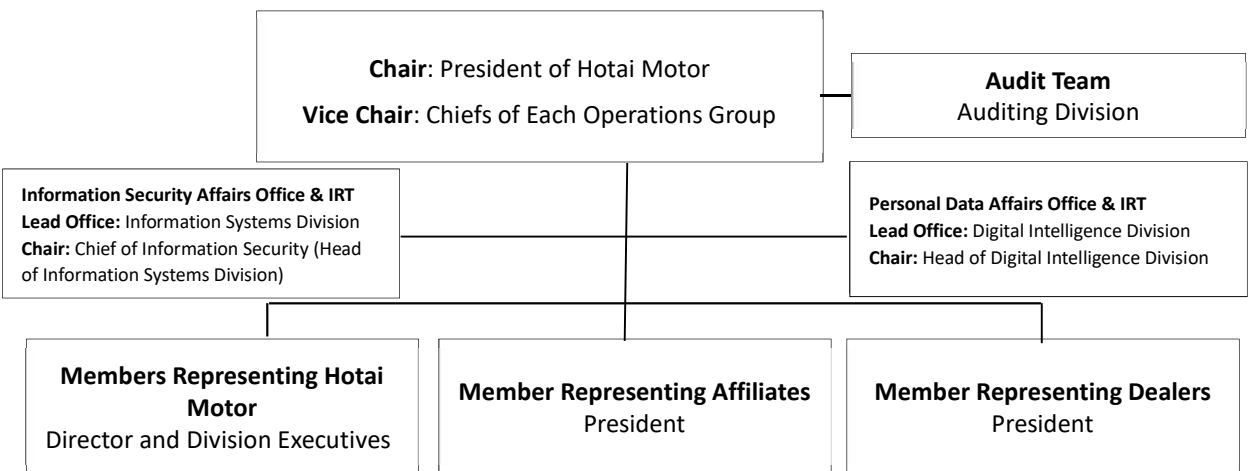 Chair: President of Hotai Motor
Vice Chair: Chiefs of Each Operations Group
Audit Team
Auditing Division
Information Security Affairs Office & IRT
Lead Office: Information Systems Division
Chair: Chief of Information Security (Head
of Information Systems Division)
Personal Data Affairs Office & IRT
Lead Office: Digital Intelligence Division
Chair: Head of Digital Intelligence Division
Members Representing Hotai
Motor
Director and Division Executives
Member Representing Affiliates
President
Member Representing Dealers
President